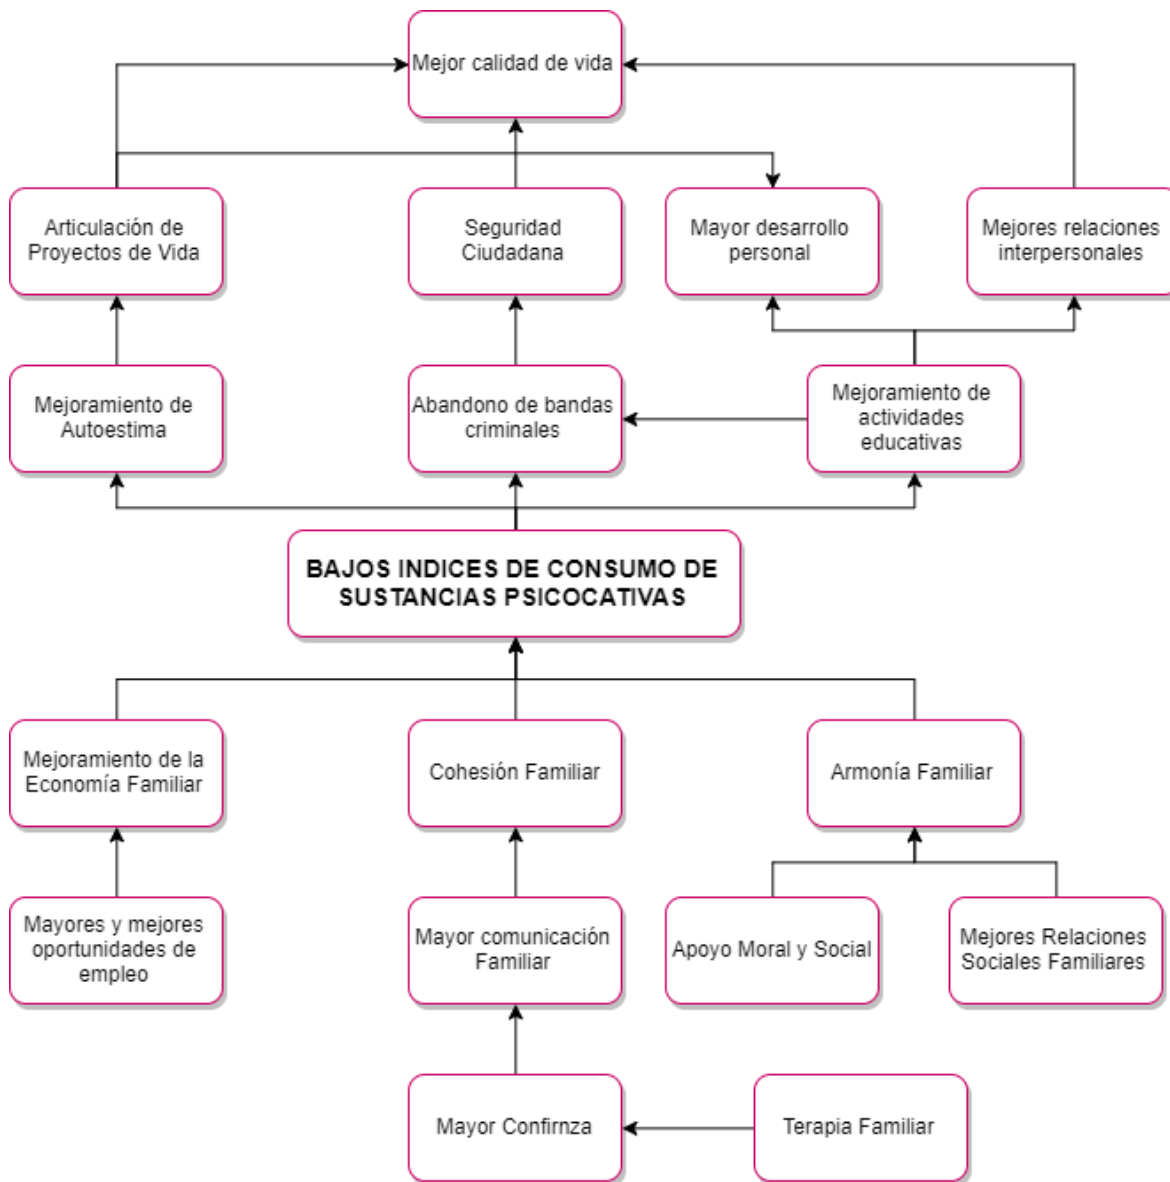 Mejor calidad de vida
Articulación de
Proyectos de Vida
Seguridad
Ciudadana
Mayor desarrollo
personal
Mejores relaciones
interpersonales
Mejoramiento de
Autoestima
Abandono de bandas
criminales
Mejoramiento de
actividades
educativas
BAJOS INDICES DE CONSUMO DE
SUSTANCIAS PSICOCATIVAS
Mejoramiento de la
Economía Familiar
Cohesión Familiar
Armonía Familiar
Mayores y mejores
oportunidades de
empleo
Mayor comunicación
Familiar
Apoyo Moral y Social
Mejores Relaciones
Sociales Familiares
Mayor Confirnza
Terapia Familiar